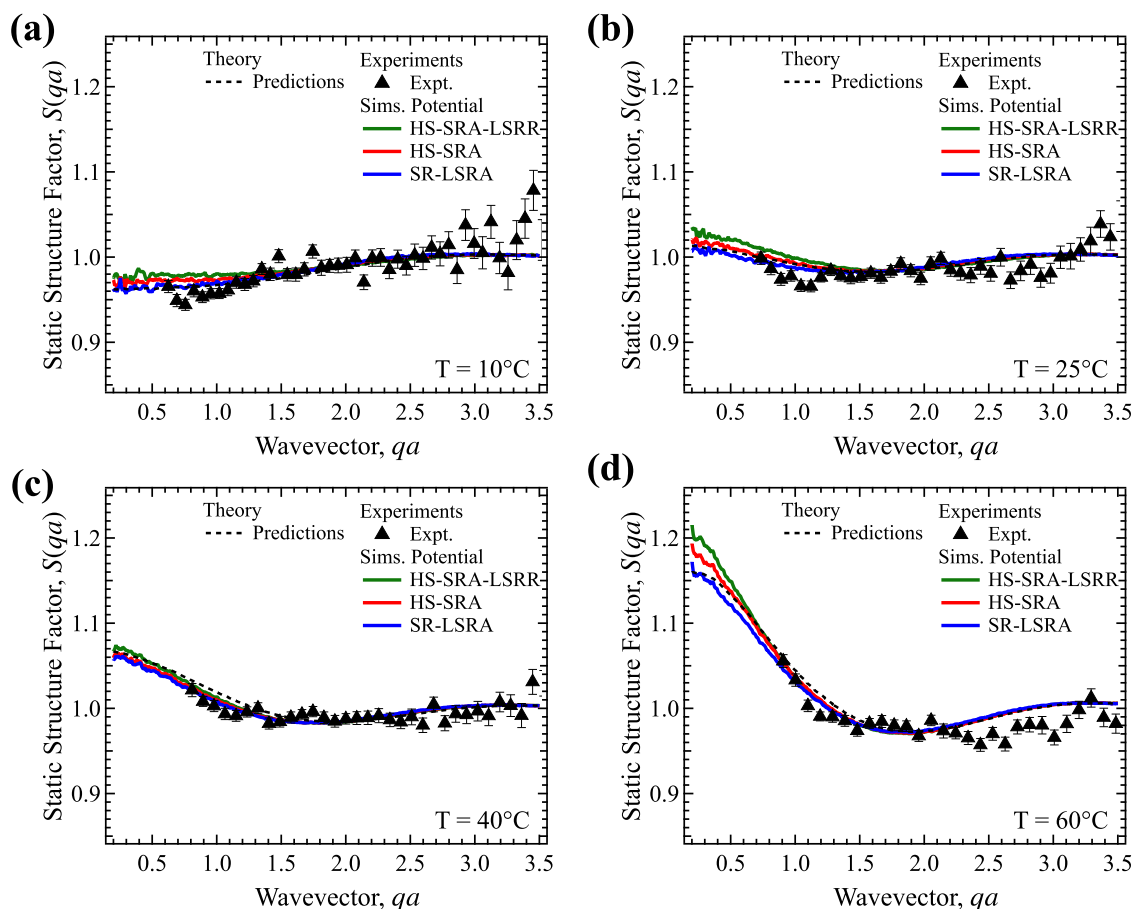 (a)
Theory
Predictions
Experiments
Expt.
Sims. Potential
HS-SRA-LSRR
HS-SRA
SR-LSRA
Static Structure Factor, S(qa)
1.2
1.1
1.0
0.9
T = 10°C
0.5 1.0 1.5 2.0 2.5 3.0 3.5
Wavevector, qa
(b)
Theory
Predictions
Experiments
Expt.
Sims. Potential
HS-SRA-LSRR
HS-SRA
SR-LSRA
Static Structure Factor, S(qa)
1.2
1.1
1.0
0.9
T = 25°C
0.5 1.0 1.5 2.0 2.5 3.0 3.5
Wavevector, qa
(c)
Theory
Predictions
Experiments
Expt.
Sims. Potential
HS-SRA-LSRR
HS-SRA
SR-LSRA
Static Structure Factor, S(qa)
1.2
1.1
1.0
0.9
T = 40°C
0.5 1.0 1.5 2.0 2.5 3.0 3.5
Wavevector, qa
(d)
Theory
Predictions
Experiments
Expt.
Sims. Potential
HS-SRA-LSRR
HS-SRA
SR-LSRA
Static Structure Factor, S(qa)
1.2
1.1
1.0
0.9
T = 60°C
0.5 1.0 1.5 2.0 2.5 3.0 3.5
Wavevector, qa